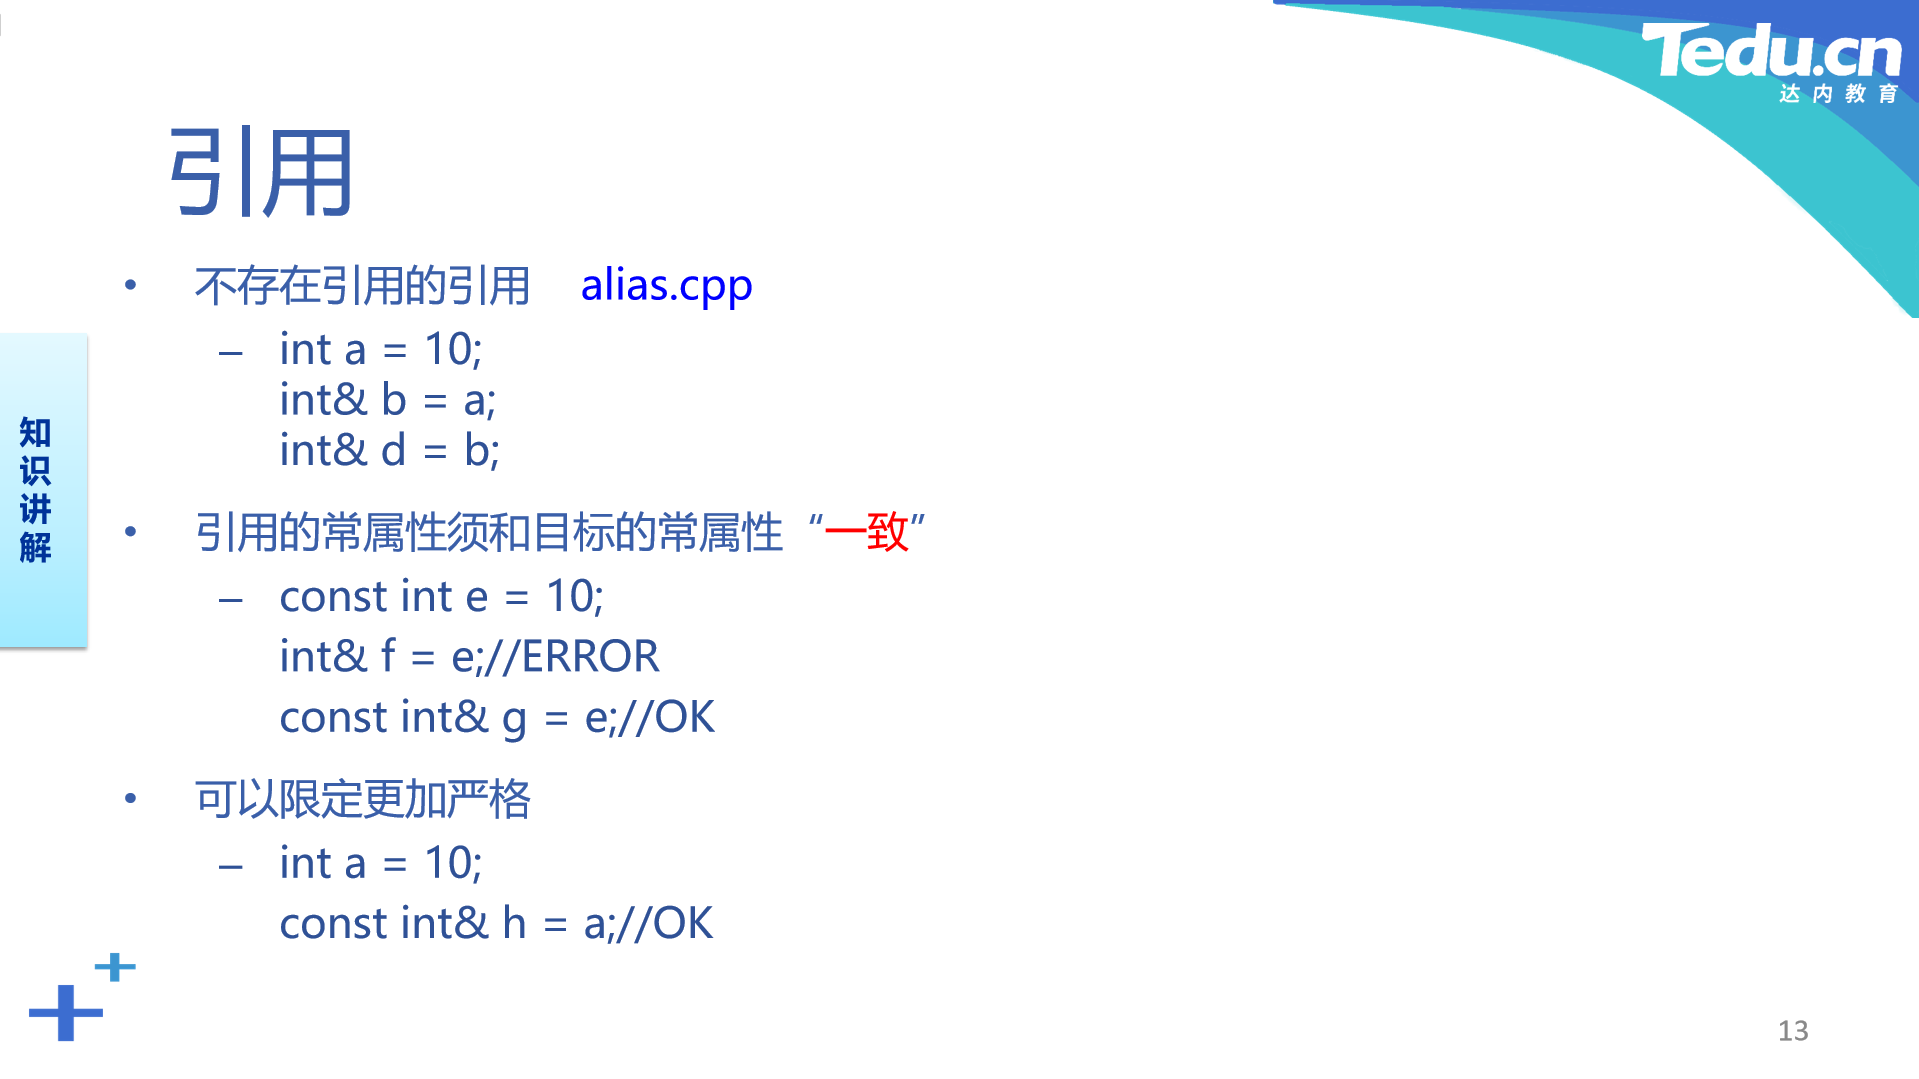 Tedu.cn
达内教育
引用
• 不存在引用的引用 alias.cpp
– int a = 10;
int& b = a;
int& d = b;
• 引用的常属性须和目标的常属性“一致”
– const int e = 10;
int& f = e;//ERROR
const int& g = e;//OK
• 可以限定更加严格
– int a = 10;
const int& h = a;//OK
知识讲解
13